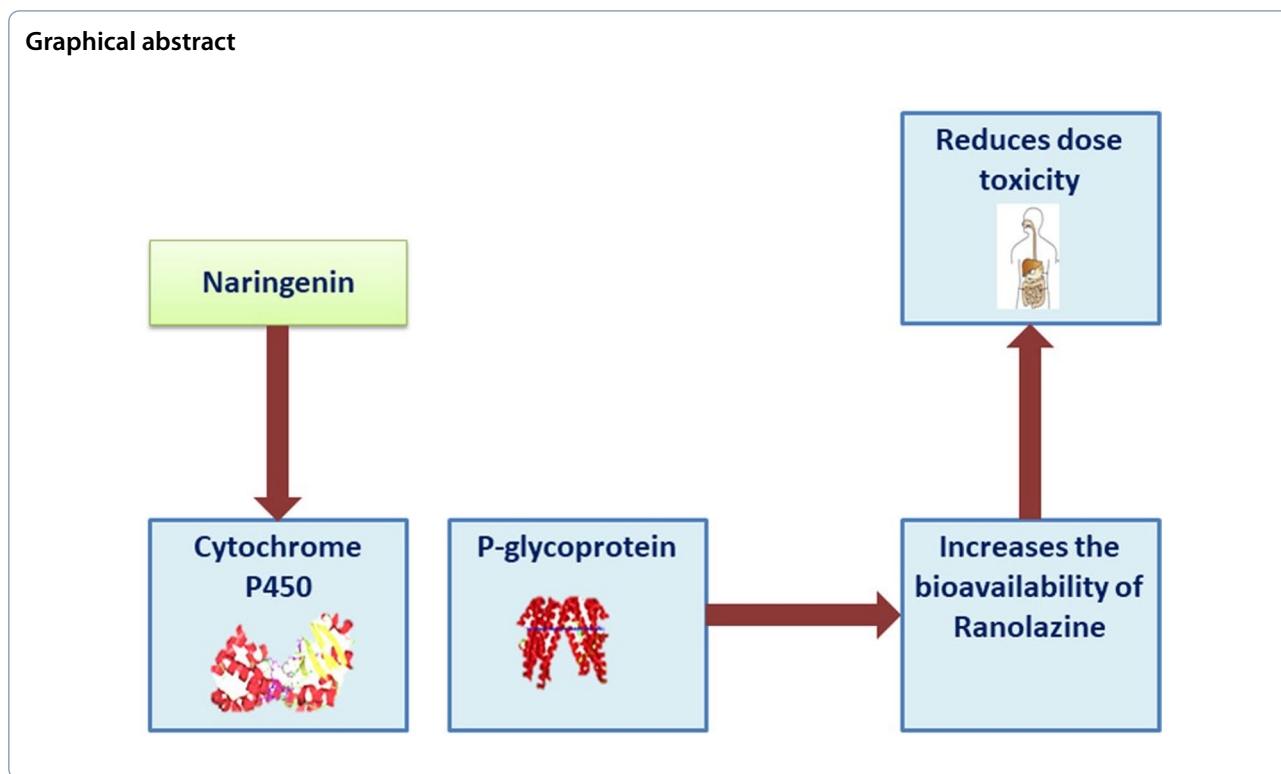 Graphical abstract
Naringenin
Cytochrome
P450
P-glycoprotein
Increases the
bioavailability of
Ranolazine
Reduces dose
toxicity